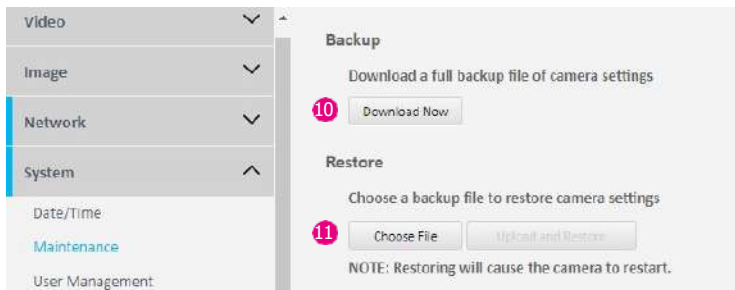 Video
Image
Network
System
Date/Time
Maintenance
User Management
Backup
Download a full backup file of camera settings
10 Download Now
Restore
Choose a backup file to restore camera settings
11 Choose File Upload and Restore
NOTE: Restoring will cause the camera to restart.